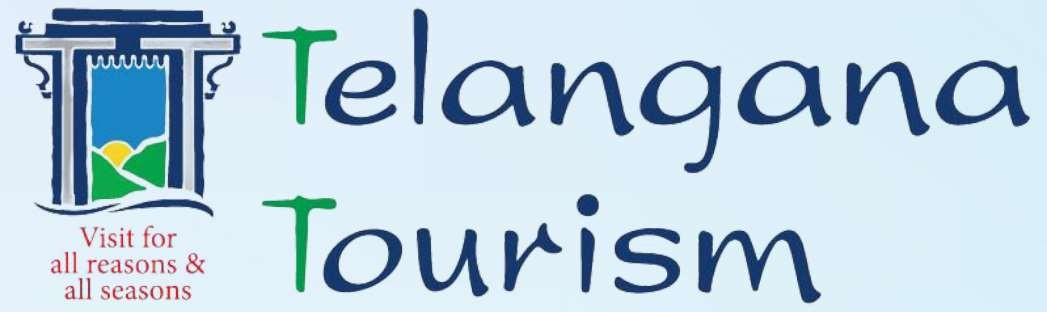 Telangana
Tourism
Visit for
all reasons &
all seasons